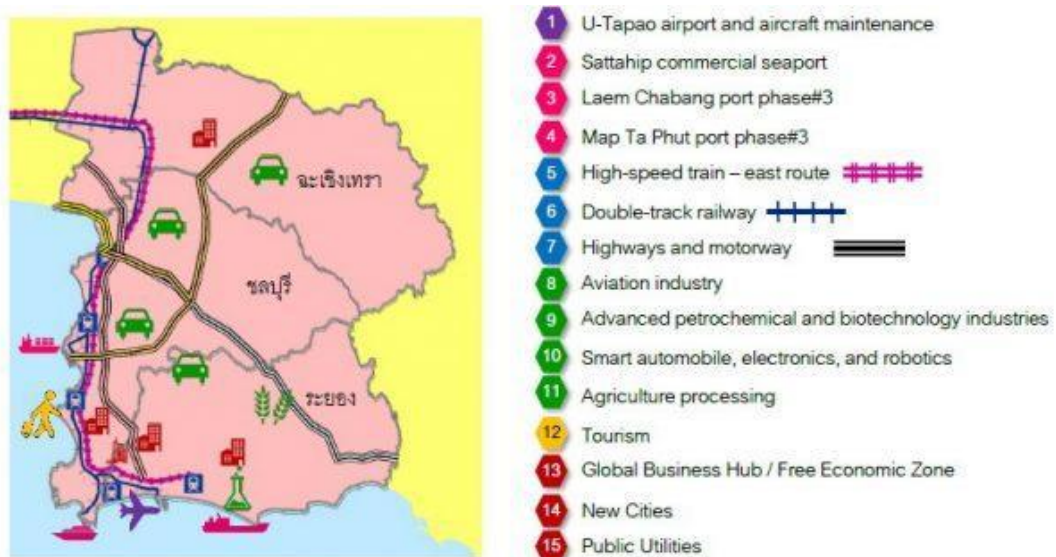 ฉะเชิงเทรา
ชลบุรี
ระยอง
1 U-Tapao airport and aircraft maintenance
2 Sattahip commercial seaport
3 Laem Chabang port phase#3
4 Map Ta Phut port phase#3
5 High-speed train – east route
6 Double-track railway
7 Highways and motorway
8 Aviation industry
9 Advanced petrochemical and biotechnology industries
10 Smart automobile, electronics, and robotics
11 Agriculture processing
12 Tourism
13 Global Business Hub / Free Economic Zone
14 New Cities
15 Public Utilities